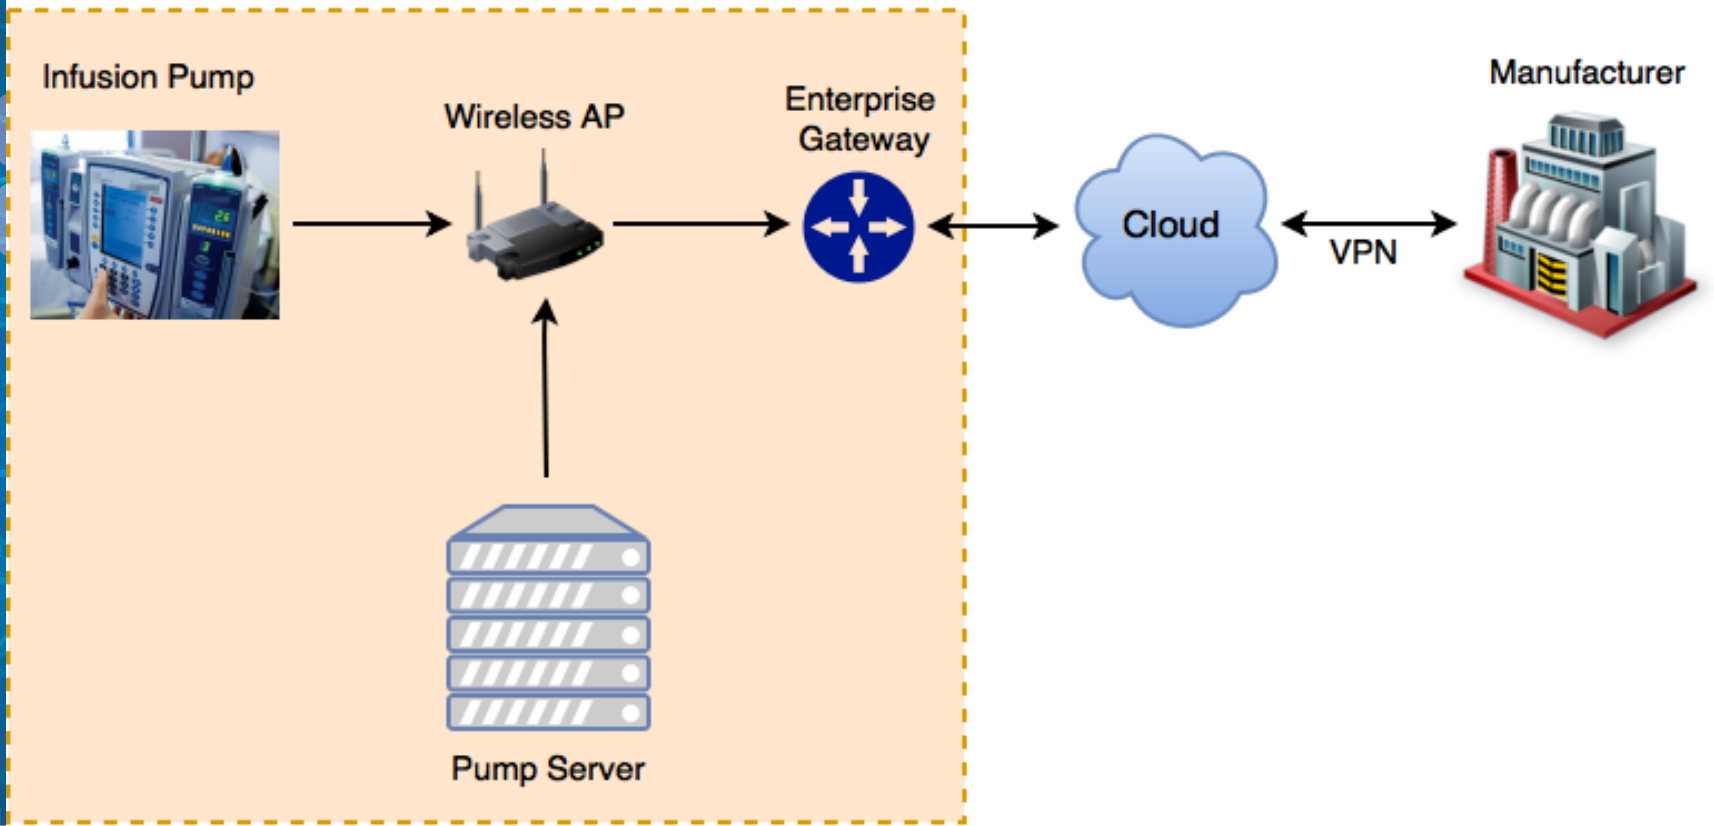 Infusion Pump
Wireless AP
Enterprise
Gateway
Manufacturer
Cloud
VPN
Pump Server